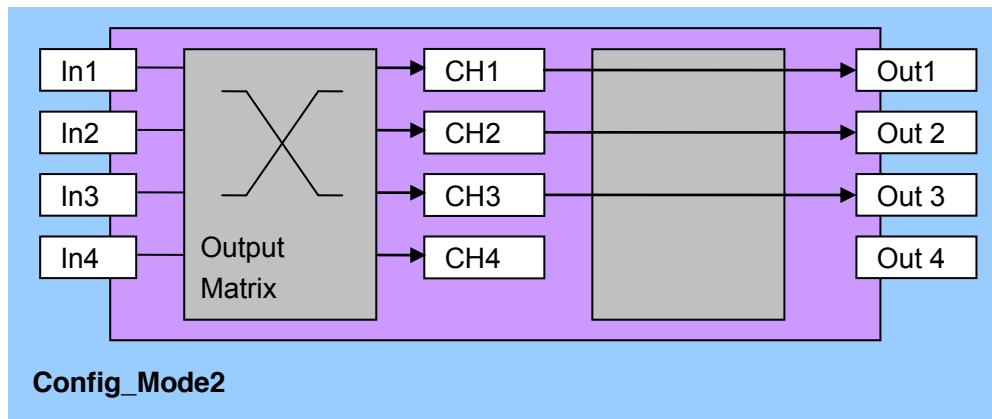 In1 CH1 Out1
In2 CH2 Out 2
In3 CH3 Out 3
In4 CH4 Out 4
Output
Matrix
Config_Mode2